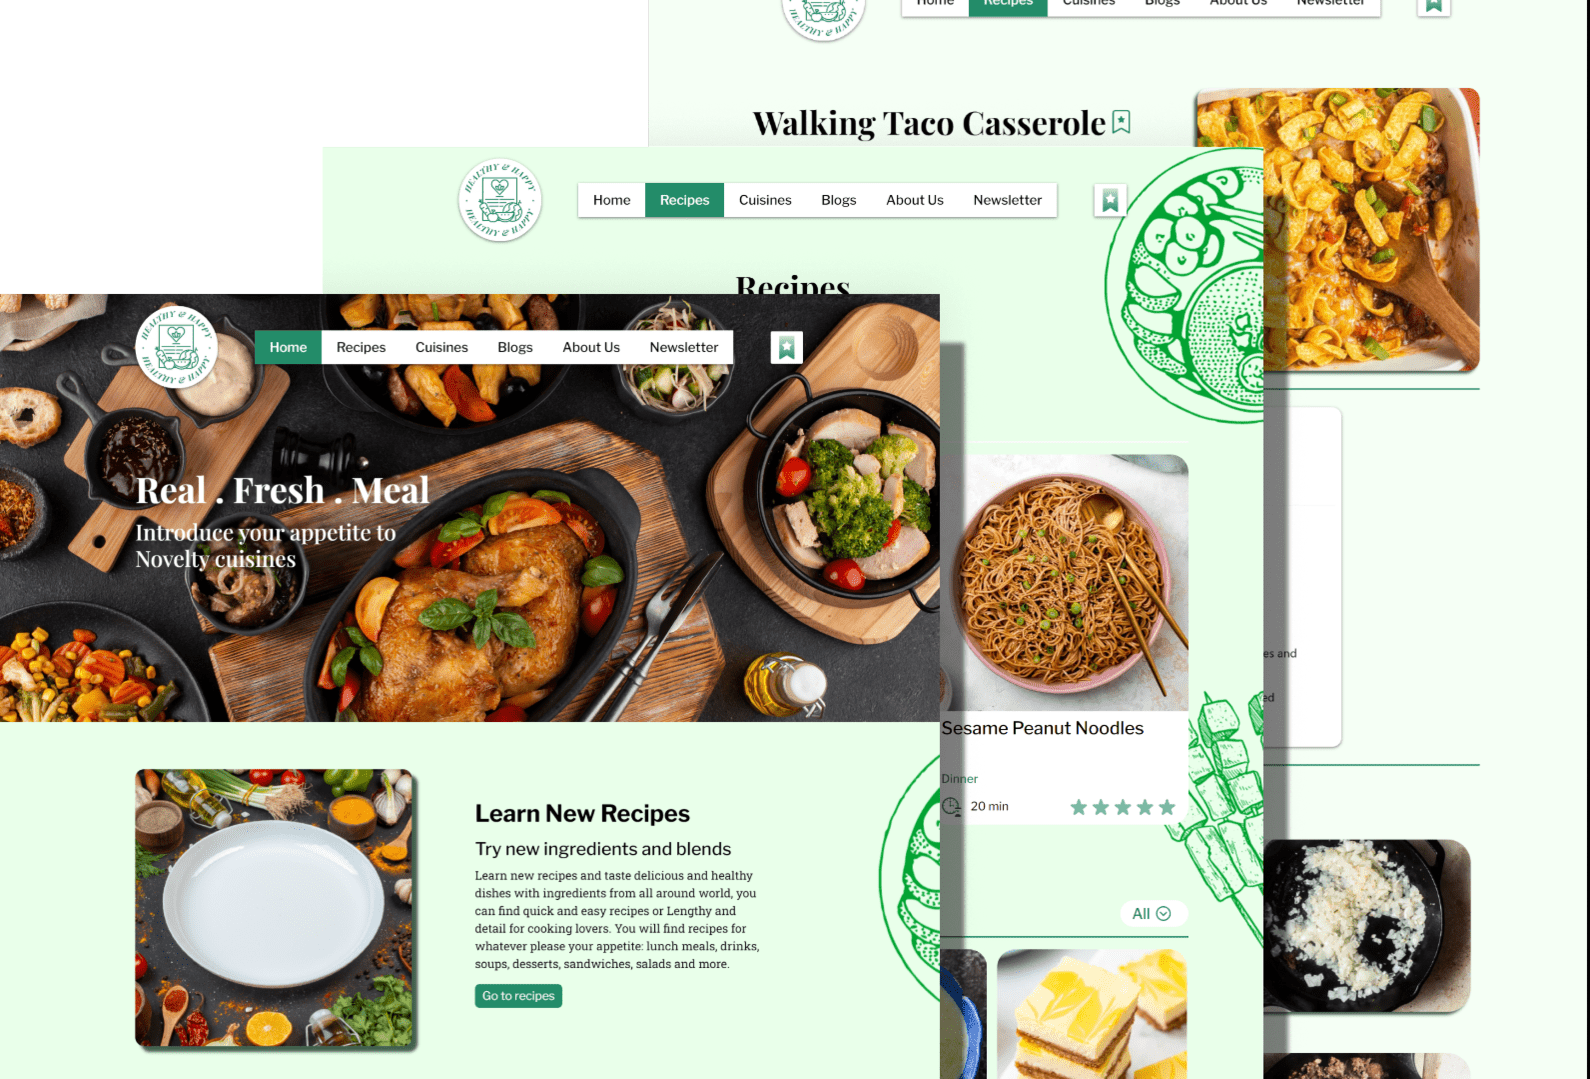 Home Recipes Cuisines Blogs About Us Newsletter
Walking Taco Casserole
HEALTHY & HAPPY
HEALTHY & HAPPY
Home Recipes Cuisines Blogs About Us Newsletter
Recipes
HEALTHY & HAPPY
HEALTHY & HAPPY
Home Recipes Cuisines Blogs About Us Newsletter
Real . Fresh . Meal
Introduce your appetite to
Novelty cuisines
es and
ed
Sesame Peanut Noodles
Dinner
20 min
All
Learn New Recipes
Try new ingredients and blends
Learn new recipes and taste delicious and healthy
dishes with ingredients from all around world, you
can find quick and easy recipes or Lengthy and
detail for cooking lovers. You will find recipes for
whatever please your appetite: lunch meals, drinks,
soups, desserts, sandwiches, salads and more.
Go to recipes